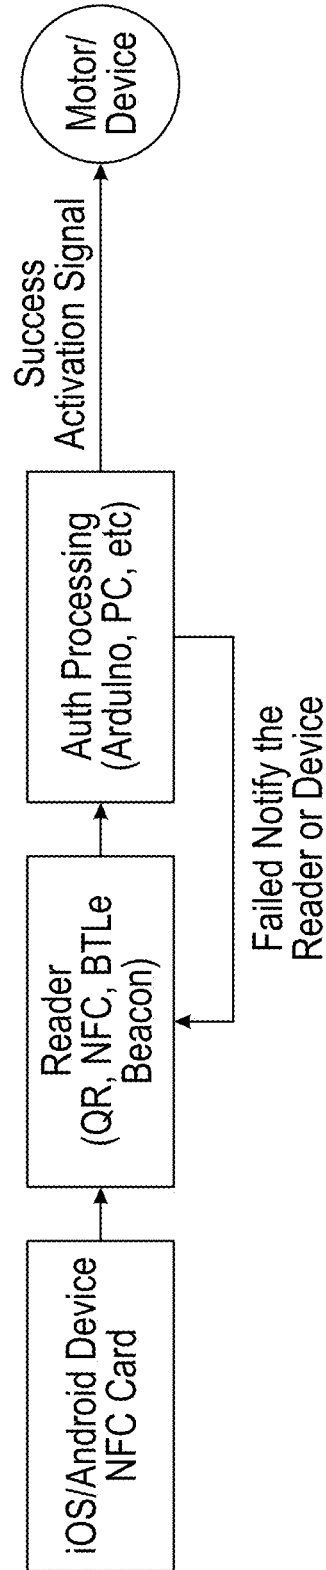 iOS/Android Device
NFC Card
Reader
(QR, NFC, BTLe
Beacon)
Auth Processing
(Arduino, PC, etc)
Failed Notify the
Reader or Device
Success
Activation Signal
Motor/
Device